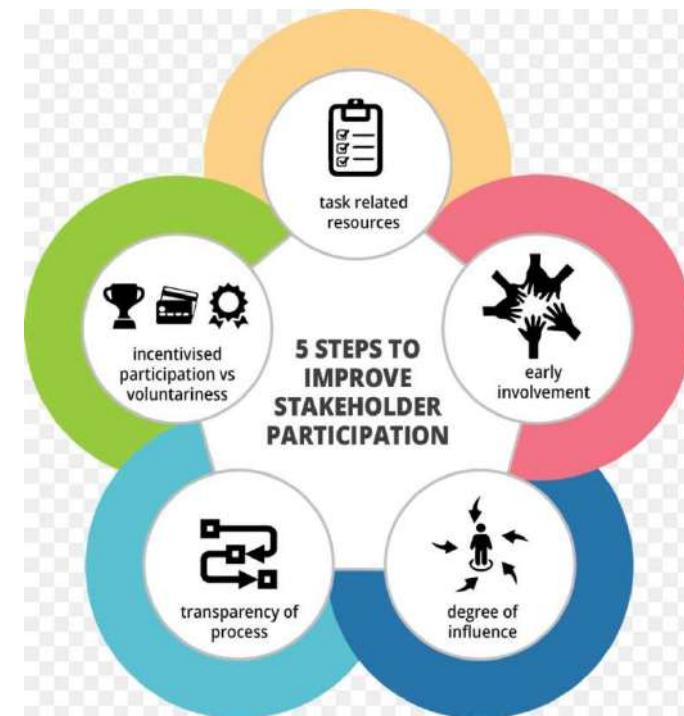 task related
resources
early
involvement
5 STEPS TO
IMPROVE
STAKEHOLDER
PARTICIPATION
incentivised
participation vs
voluntariness
degree of
influence
transparency of
process